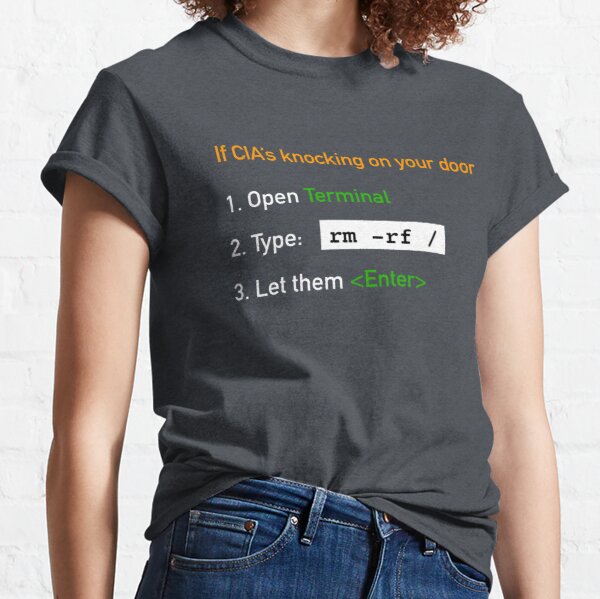 If CIA's knocking on your door
1. Open Terminal
2. Type: rm -rf /
3. Let them <Enter>